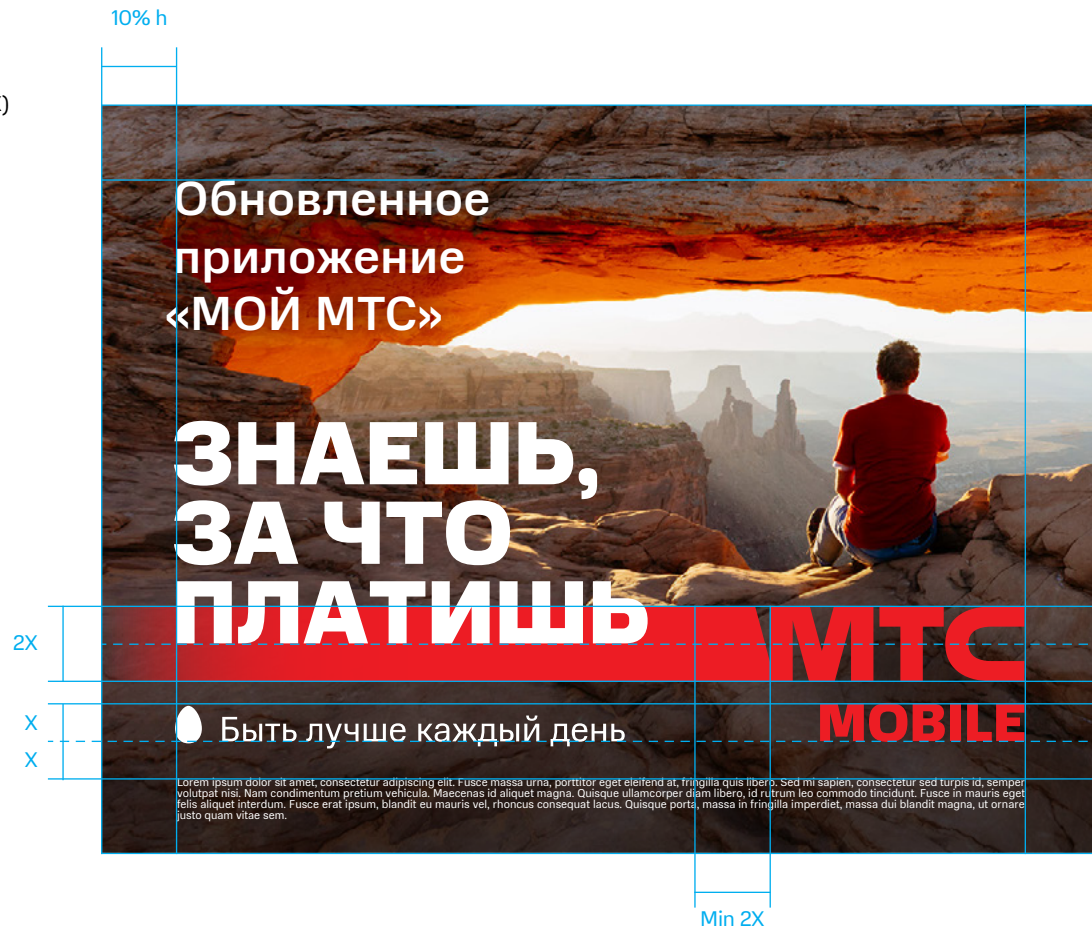 10% h
)
Обновленное
приложение
«МОЙ МТС»
ЗНАЕШЬ,
ЗА ЧТО
ПЛАТИШЬ
2X
МТС
X
MOBILE
Быть лучше каждый день
X
Lorem ipsum dolor sit amet, consectetur adipiscing elit. Fusce massa urna, porttitor eget eleifend at, fringilla quis libero. Sed mi sapien, consectetur sed turpis id, semper
volutpat nisi. Nam condimentum pretium vehicula. Maecenas id aliquet magna. Quisque ullamcorper diam libero, id rutrum leo commodo tincidunt. Fusce in mauris eget
felis aliquet interdum. Fusce erat ipsum, blandit eu mauris vel, rhoncus consequat lacus. Quisque porta, massa in fringilla imperdiet, massa dui blandit magna, ut ornare
justo quam vitae sem.
Min 2X